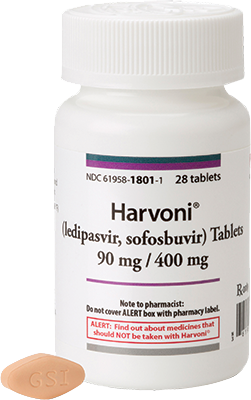 NDC 61958-1801-1 28 tablets
Harvoni®
(ledipasvir, sofosbuvir) Tablets
90 mg / 400 mg
Note to pharmacist:
Do not cover ALERT box with pharmacy label.
ALERT: Find out about medicines that
should NOT be taken with Harvoni®
GSI